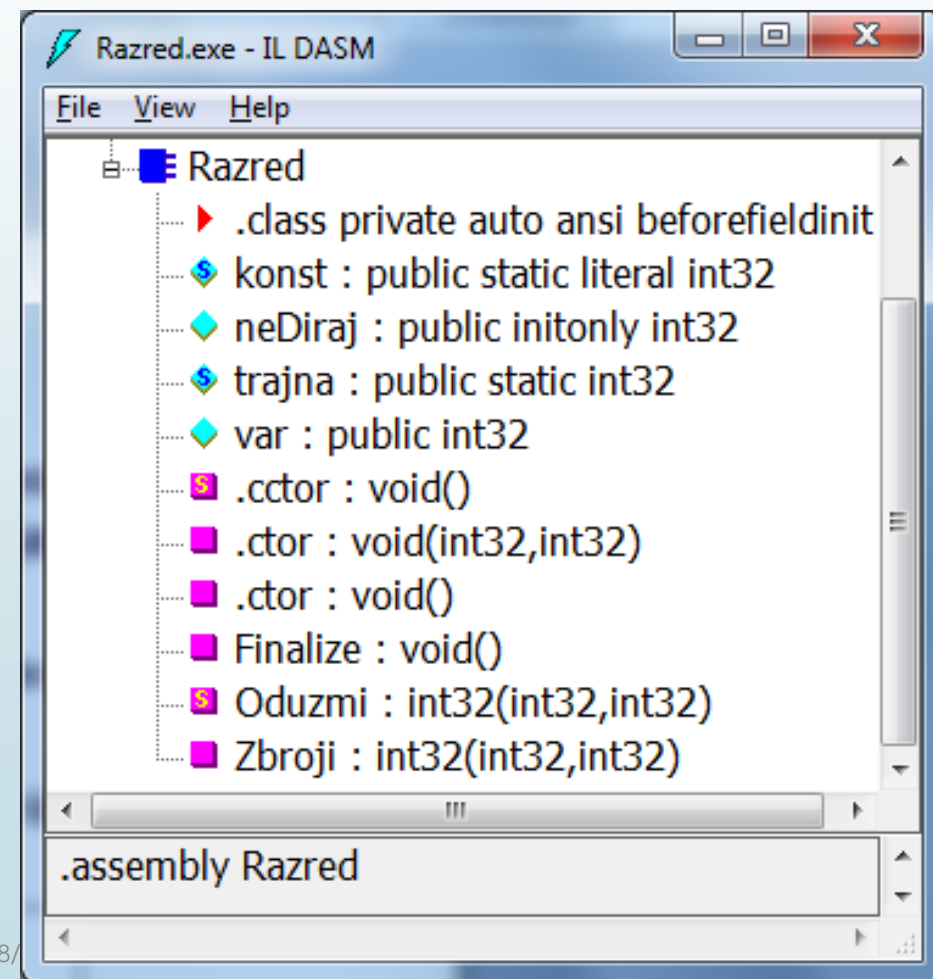 Razred.exe - IL DASM
File View Help
Razred
.class private auto ansi beforefieldinit
konst : public static literal int32
neDiraj : public initonly int32
trajna : public static int32
var : public int32
.cctor : void()
.ctor : void(int32,int32)
.ctor : void()
Finalize : void()
Oduzmi : int32(int32,int32)
Zbroji : int32(int32,int32)
.assembly Razred
8/